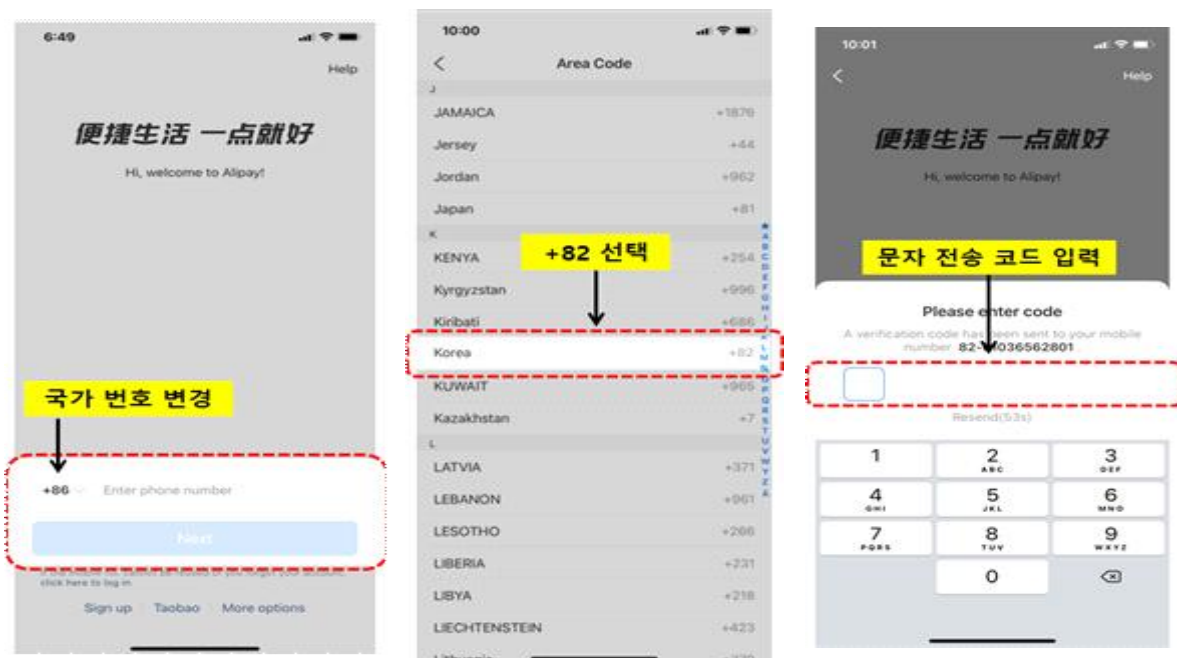 6:49
Help
便捷生活 一点就好
Hi, welcome to Alipay!
국가 번호 변경
+86
Enter phone number
Next
click here to log in
Sign up Taobao More options
10:00
Area Code
J
JAMAICA +1876
Jersey +44
Jordan +962
Japan +81
K
+82 선택
KENYA +254
Kyrgyzstan +996
Kiribati +686
Korea +82
KUWAIT +965
Kazakhstan +7
L
LATVIA +371
LEBANON +961
LESOTHO +266
LIBERIA +231
LIBYA +218
LIECHTENSTEIN +423
10:01
Help
便捷生活 一点就好
Hi, welcome to Alipay!
문자 전송 코드 입력
Please enter code
A verification code has been sent to your mobile
number 82-
036562801
Resend(53s)
1
2 ABC
3 DEF
4 GHI
5 JKL
6 MNO
7 PQRS
8 TUV
9 WXYZ
0